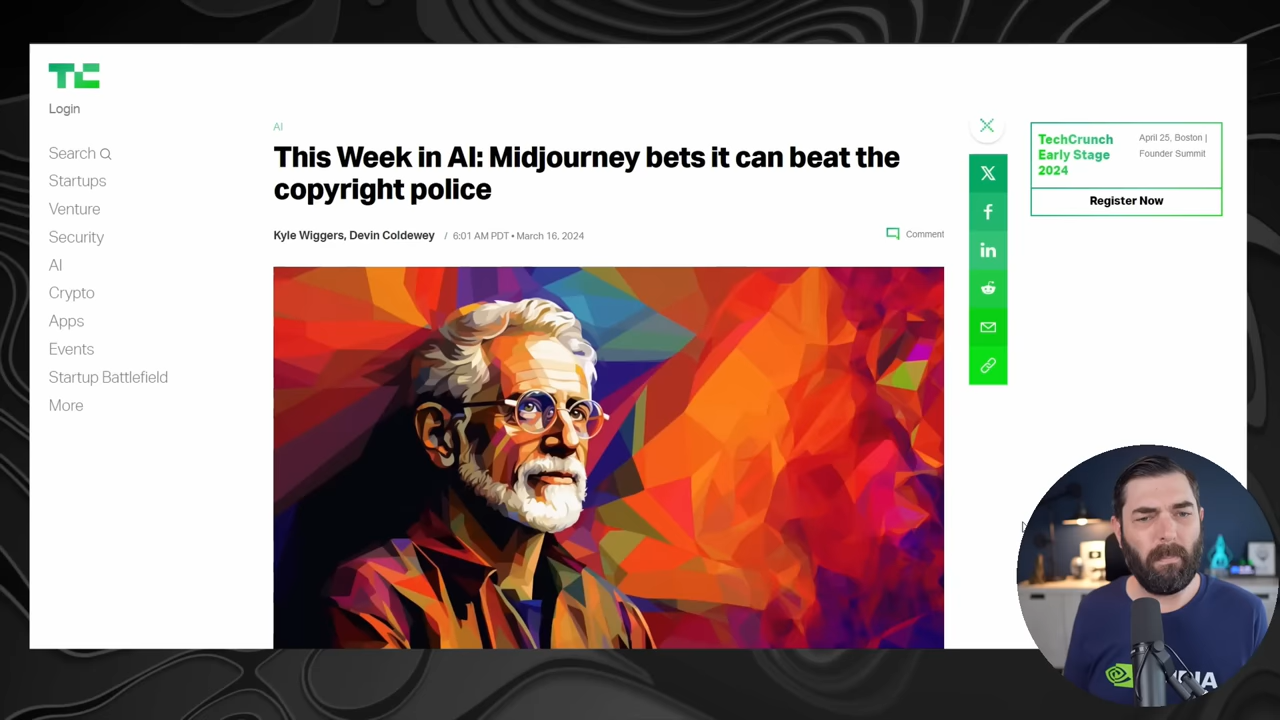 TC
Login
Search
Startups
Venture
Security
AI
Crypto
Apps
Events
Startup Battlefield
More
AI
This Week in AI: Midjourney bets it can beat the
copyright police
Kyle Wiggers, Devin Coldewey / 6:01 AM PDT • March 16, 2024
Comment
TechCrunch
Early Stage
2024
April 25, Boston |
Founder Summit
Register Now